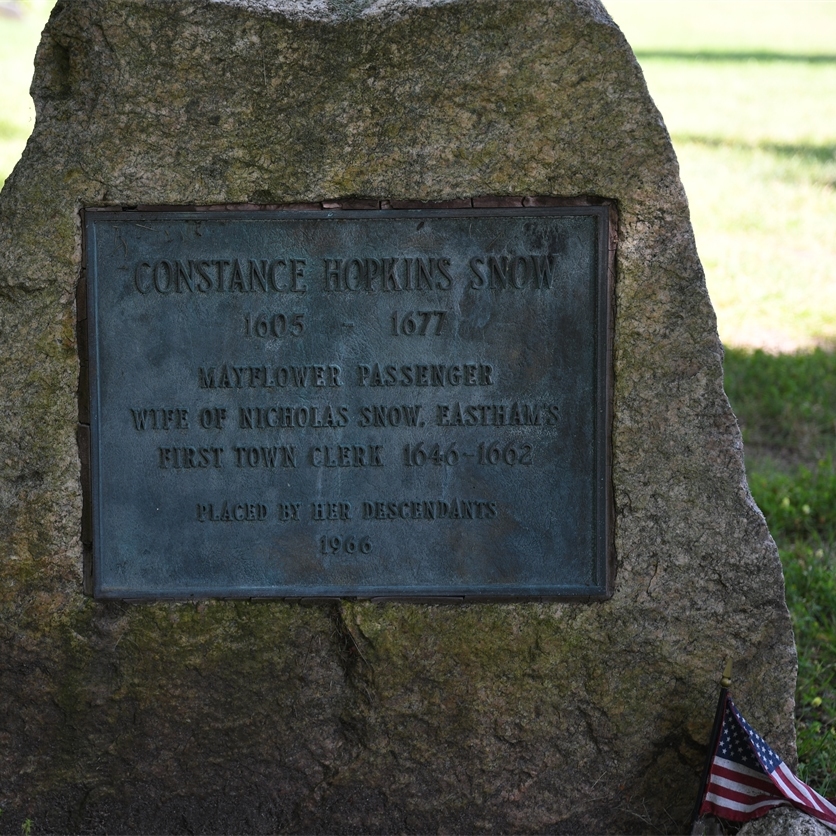 CONSTANCE HOPKINS SNOW
1605 - 1677
MAYFLOWER PASSENGER
WIFE OF NICHOLAS SNOW, EASTHAM'S
FIRST TOWN CLERK 1646-1662
PLACED BY HER DESCENDANTS
1966